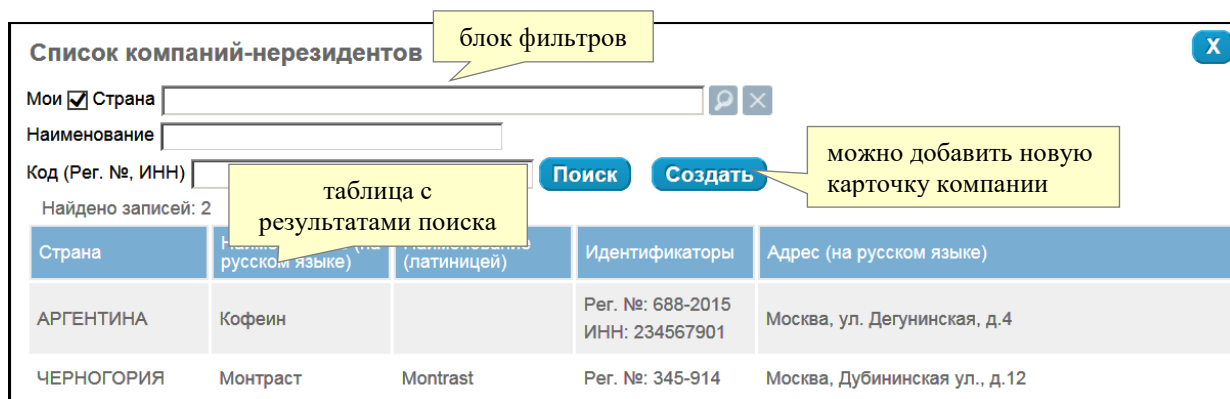 блок фильтров
Список компаний-нерезидентов
X
Мои Страна
Наименование
Код (Рег. №, ИНН)
Поиск Создать
можно добавить новую
карточку компании
таблица с
результатами поиска
Найдено записей: 2
Страна
русском языке)
(латиницей)
Идентификаторы
Адрес (на русском языке)
АРГЕНТИНА Кофеин Рег. №: 688-2015 Москва, ул. Дегунинская, д.4
ИНН: 234567901
ЧЕРНОГОРИЯ Монтраст Montrast Рег. №: 345-914 Москва, Дубининская ул., д.12